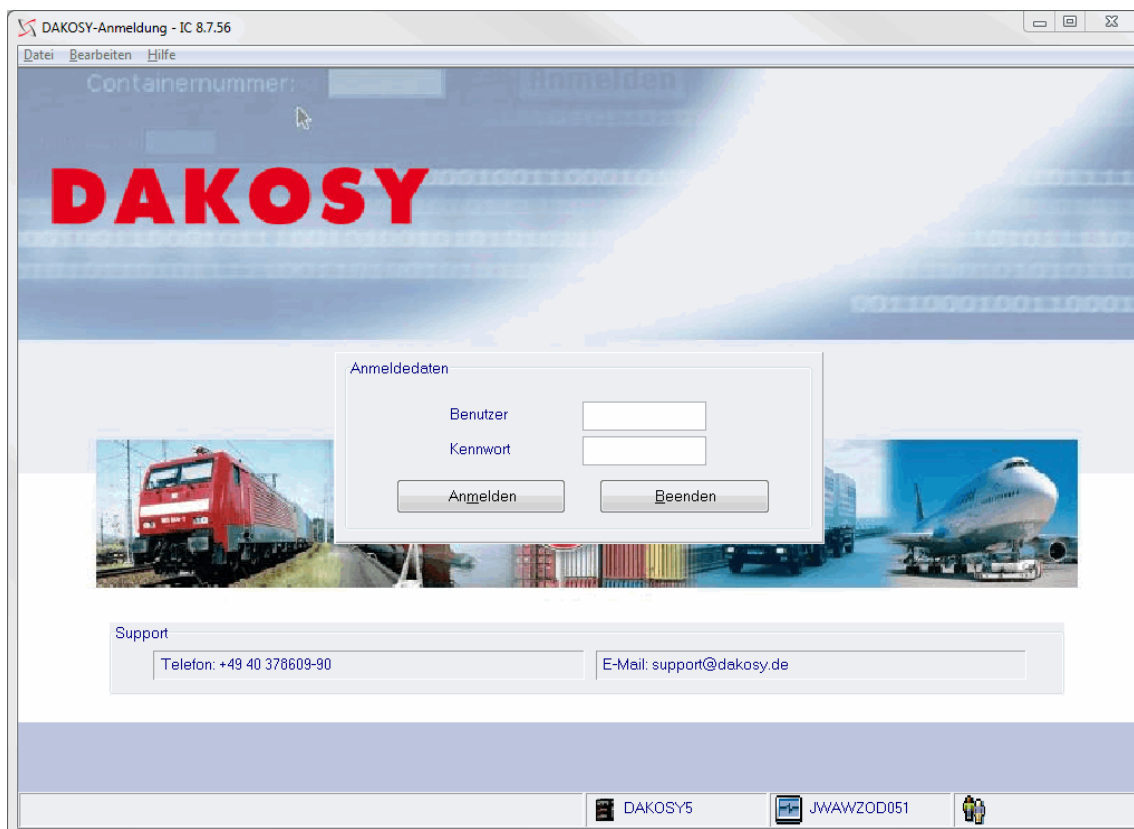 DAKOSY-Anmeldung - IC 8.7.56
Datei Bearbeiten Hilfe
Containernummer:
Anmelden
DAKOSY
Anmeldedaten
Benutzer
Kennwort
Anmelden Beenden
Support
Telefon: +49 40 378609-90 E-Mail: support@dakosy.de
DAKOSY5 JWAWZOD051